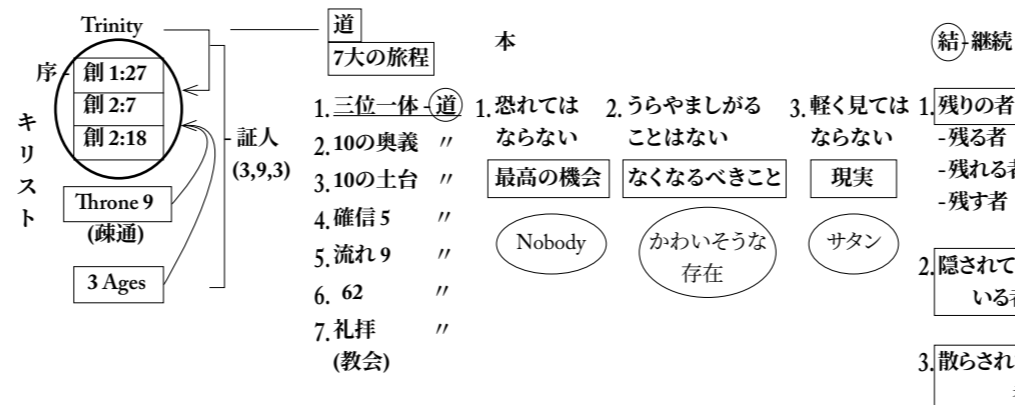 Trinity
序 -
創 1:27
創 2:7
創 2:18
キリスト
Throne 9
(疎通)
3 Ages
- 証人
(3,9,3)
道
7大の旅程
1. 三位一体 - 道
2. 10の奥義 〃
3. 10の土台 〃
4. 確信 5 〃
5. 流れ 9 〃
6. 62 〃
7. 礼拝 〃
(教会)
本
1. 恐れては
ならない
最高の機会
Nobody
2. うらやましがる
ことはない
なくなるべきこと
かわいそうな
存在
3. 軽く見ては
ならない
現実
サタン
結 - 継続
1. 残りの者
- 残る者
- 残れる者
- 残す者
2. 隠されて
いる者
3. 散らされ